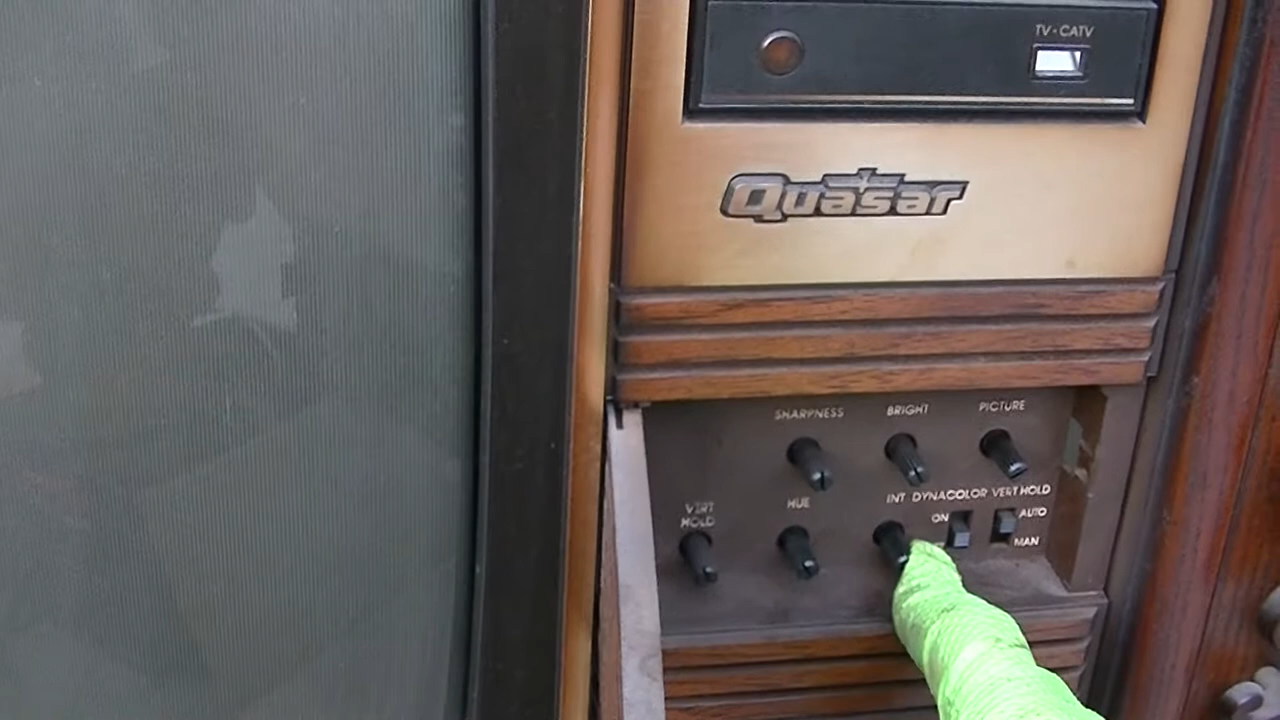 TV·CATV
Quasar
SHARPNESS
BRIGHT
PICTURE
VERT
HOLD
HUE
INT
DYNACOLOR
VERT HOLD
ON
AUTO
MAN